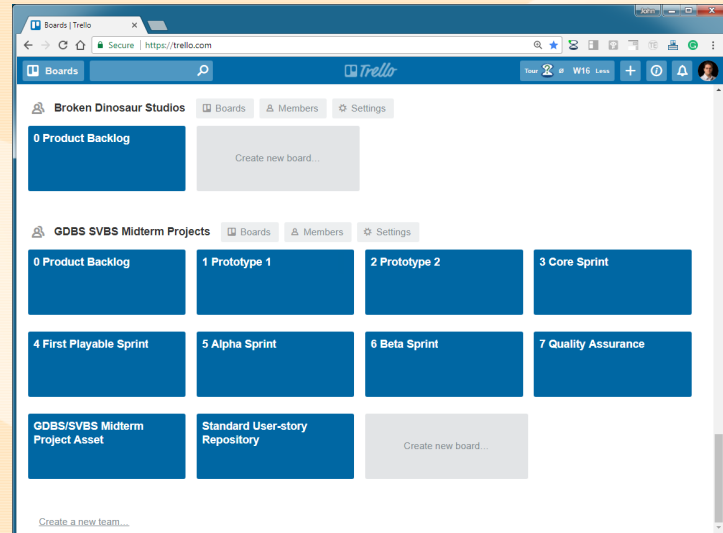 Boards | Trello
Secure | https://trello.com
Boards
Trello
Tour Ø W16 Less
Broken Dinosaur Studios Boards Members Settings
0 Product Backlog
Create new board...
GDBS SVBS Midterm Projects Boards Members Settings
0 Product Backlog
1 Prototype 1
2 Prototype 2
3 Core Sprint
4 First Playable Sprint
5 Alpha Sprint
6 Beta Sprint
7 Quality Assurance
GDBS/SVBS Midterm
Project Asset
Standard User-story
Repository
Create new board...
Create a new team...